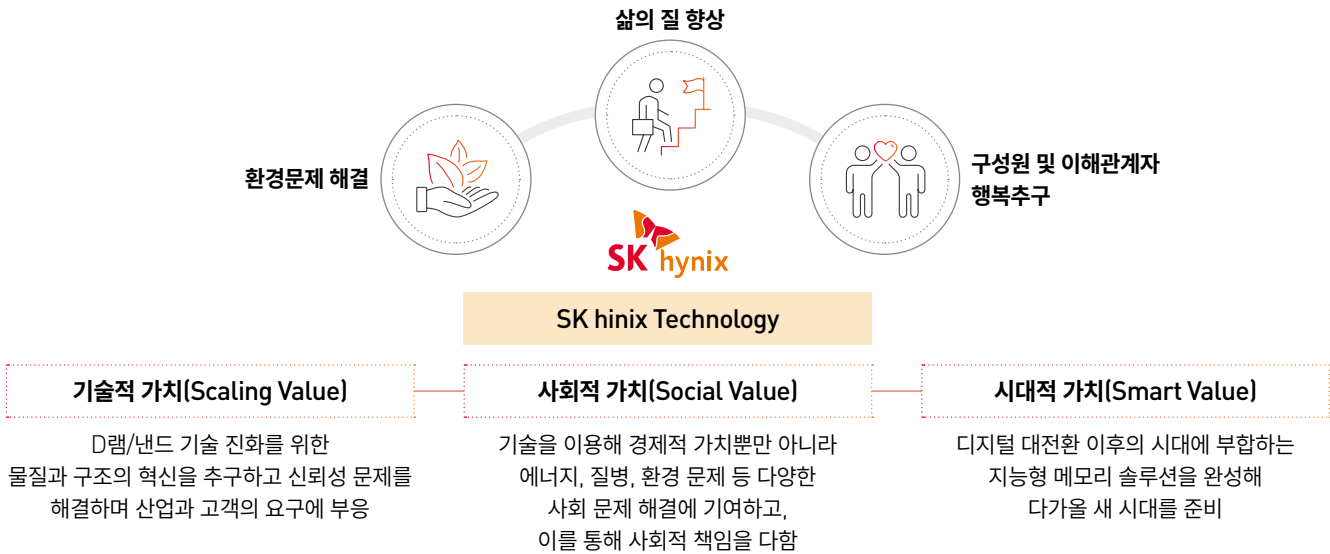 삶의 질 향상
환경문제 해결
구성원 및 이해관계자
행복추구
SK hynix
SK hinix Technology
기술적 가치(Scaling Value)
D램/낸드 기술 진화를 위한
물질과 구조의 혁신을 추구하고 신뢰성 문제를
해결하며 산업과 고객의 요구에 부응
사회적 가치(Social Value)
기술을 이용해 경제적 가치뿐만 아니라
에너지, 질병, 환경 문제 등 다양한
사회 문제 해결에 기여하고,
이를 통해 사회적 책임을 다함
시대적 가치(Smart Value)
디지털 대전환 이후의 시대에 부합하는
지능형 메모리 솔루션을 완성해
다가올 새 시대를 준비